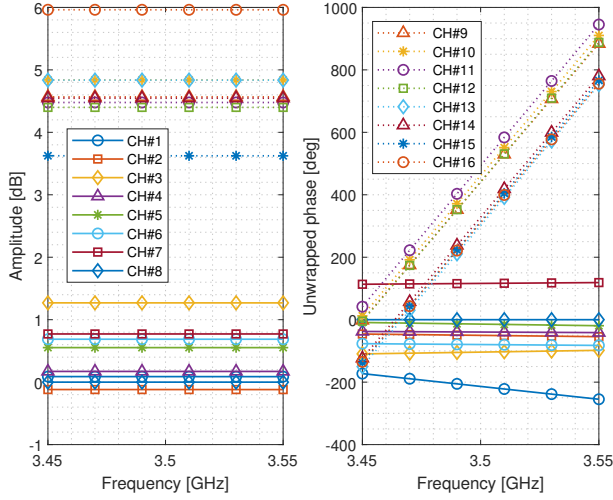 6
5
4
3
2
1
0
-1
Amplitude [dB]
CH#1
CH#2
CH#3
CH#4
CH#5
CH#6
CH#7
CH#8
3.45
3.5
3.55
Frequency [GHz]
1000
800
600
400
200
0
-200
-400
Unwrapped phase [deg]
CH#9
CH#10
CH#11
CH#12
CH#13
CH#14
CH#15
CH#16
3.45
3.5
3.55
Frequency [GHz]